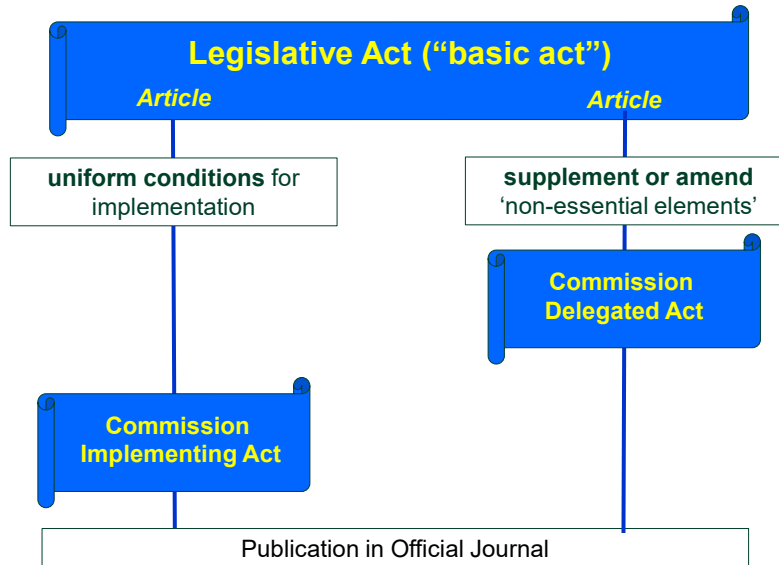 Legislative Act (“basic act”)
Article
Article
uniform conditions for
implementation
supplement or amend
‘non-essential elements’
Commission
Delegated Act
Commission
Implementing Act
Publication in Official Journal